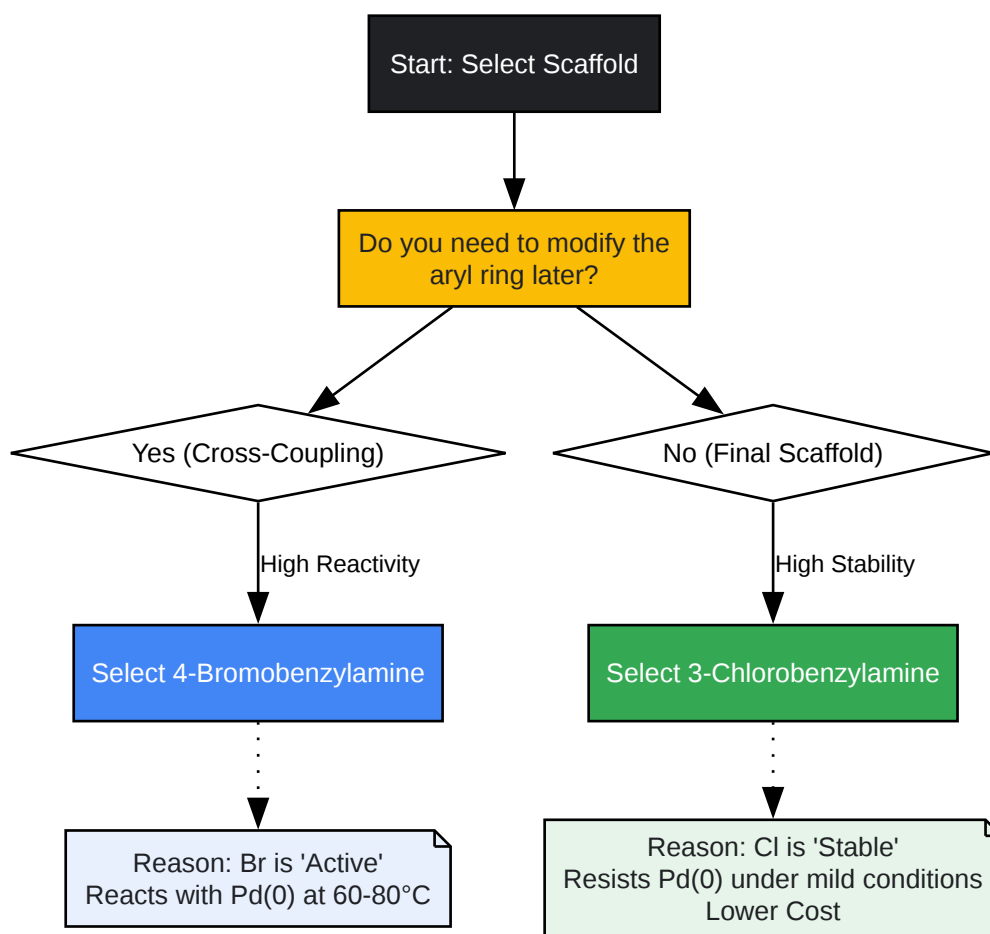 Start: Select Scaffold
Do you need to modify the
aryl ring later?
Yes (Cross-Coupling)
No (Final Scaffold)
High Reactivity
High Stability
Select 4-Bromobenzylamine
Select 3-Chlorobenzylamine
Reason: Br is 'Active'
Reacts with Pd(0) at 60-80°C
Reason: Cl is 'Stable'
Resists Pd(0) under mild conditions
Lower Cost